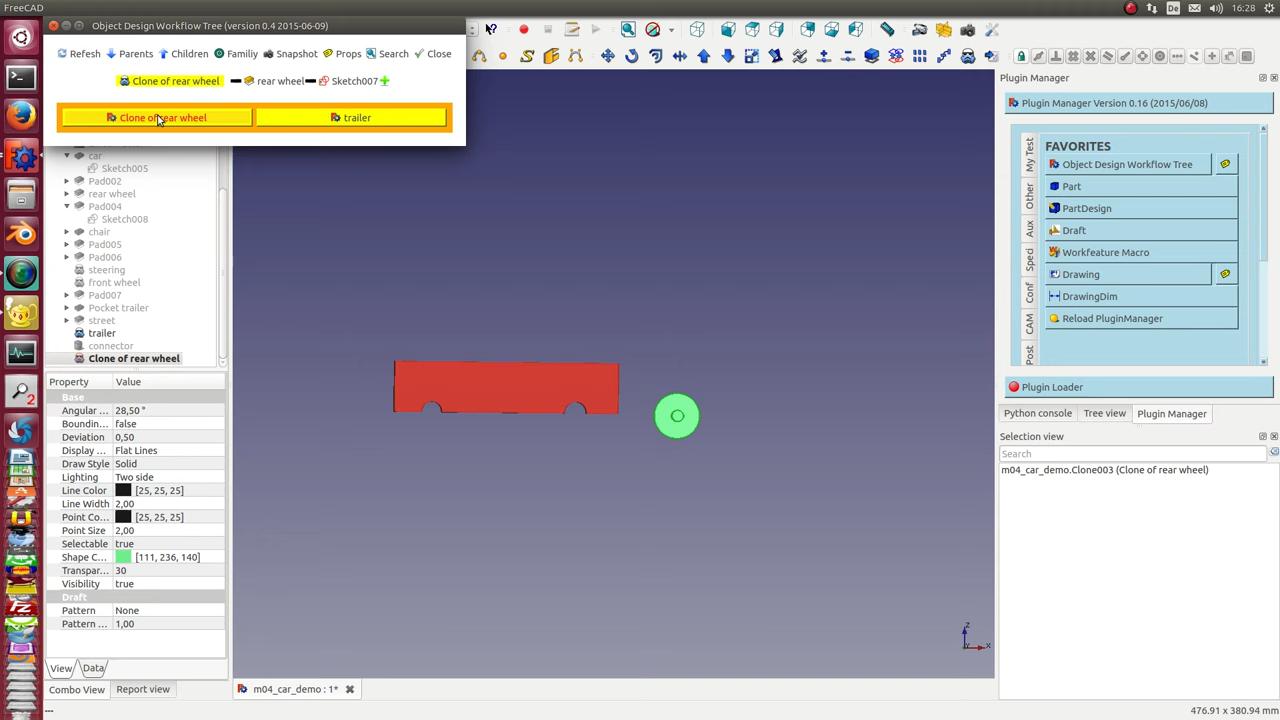 FreeCAD
De
16:28
Object Design Workflow Tree (version 0.4 2015-06-09)
Refresh
Parents
Children
Familiy
Snapshot
Props
Search
Close
Clone of rear wheel
rear wheel
Sketch007
Clone of rear wheel
trailer
car
Sketch005
Pad002
rear wheel
Pad004
Sketch008
chair
Pad005
Pad006
steering
front wheel
Pad007
Pocket trailer
street
trailer
connector
Clone of rear wheel
Property Value
Base
Angular ... 28,50 °
Boundin... false
Deviation 0,50
Display ... Flat Lines
Draw Style Solid
Lighting Two side
Line Color [25, 25, 25]
Line Width 2,00
Point Co... [25, 25, 25]
Point Size 2,00
Selectable true
Shape C... [111, 236, 140]
Transpar... 30
Visibility true
Draft
Pattern None
Pattern ... 1,00
View
Data
Combo View
Report view
m04_car_demo : 1*
z
x
Plugin Manager
Plugin Manager Version 0.16 (2015/06/08)
My Test
Other
Aux
Sped
Conf
CAM
Post
FAVORITES
Object Design Workflow Tree
Part
PartDesign
Draft
Workfeature Macro
Drawing
DrawingDim
Reload PluginManager
Plugin Loader
Python console
Tree view
Plugin Manager
Selection view
Search
m04_car_demo.Clone003 (Clone of rear wheel)
---
476.91 x 380.94 mm